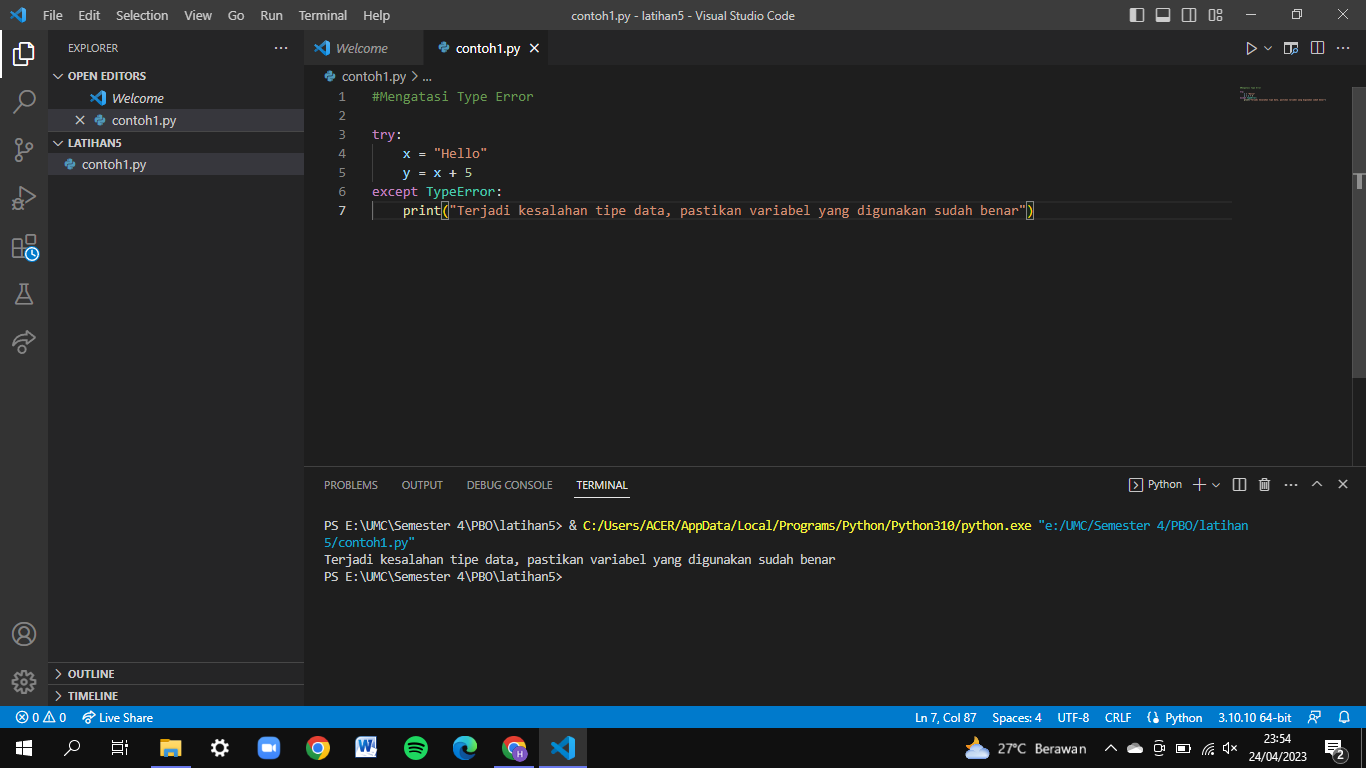 File Edit Selection View Go Run Terminal Help contoh1.py - latihan5 - Visual Studio Code
EXPLORER
OPEN EDITORS
Welcome
contoh1.py
LATIHAN5
contoh1.py
OUTLINE
TIMELINE
Welcome contoh1.py
contoh1.py > ...
1 #Mengatasi Type Error
2
3 try:
4 x = "Hello"
5 y = x + 5
6 except TypeError:
7 print("Terjadi kesalahan tipe data, pastikan variabel yang digunakan sudah benar")
PROBLEMS OUTPUT DEBUG CONSOLE TERMINAL Python
PS E:\UMC\Semester 4\PBO\latihan5> & C:/Users/ACER/AppData/Local/Programs/Python/Python310/python.exe "e:/UMC/Semester 4/PBO/latihan
5/contoh1.py"
Terjadi kesalahan tipe data, pastikan variabel yang digunakan sudah benar
PS E:\UMC\Semester 4\PBO\latihan5>
0 0 Live Share Ln 7, Col 87 Spaces: 4 UTF-8 CRLF Python 3.10.10 64-bit
27°C Berawan 23:54
24/04/2023 2